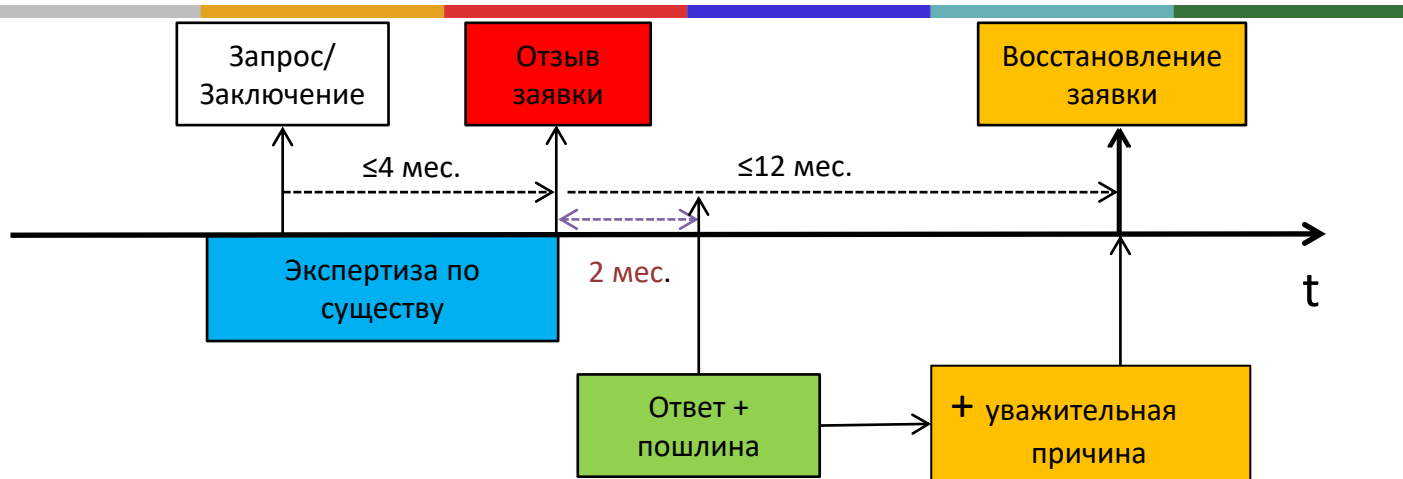 Запрос/
Заключение
Отзыв
заявки
Восстановление
заявки
≤4 мес.
≤12 мес.
Экспертиза по
существу
2 мес.
t
Ответ +
пошлина
+ уважительная
причина